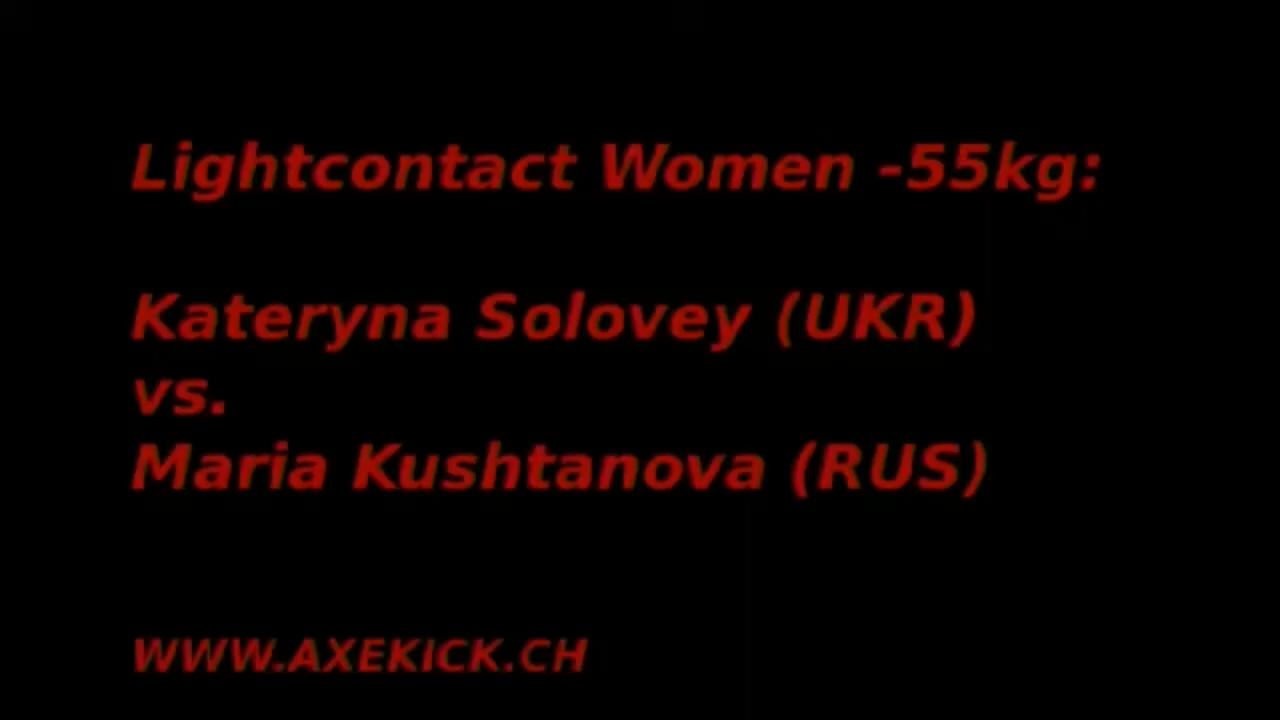 Lightcontact Women -55kg:
Kateryna Solovey (UKR)
vs.
Maria Kushtanova (RUS)
WWW.AXEKICK.CH